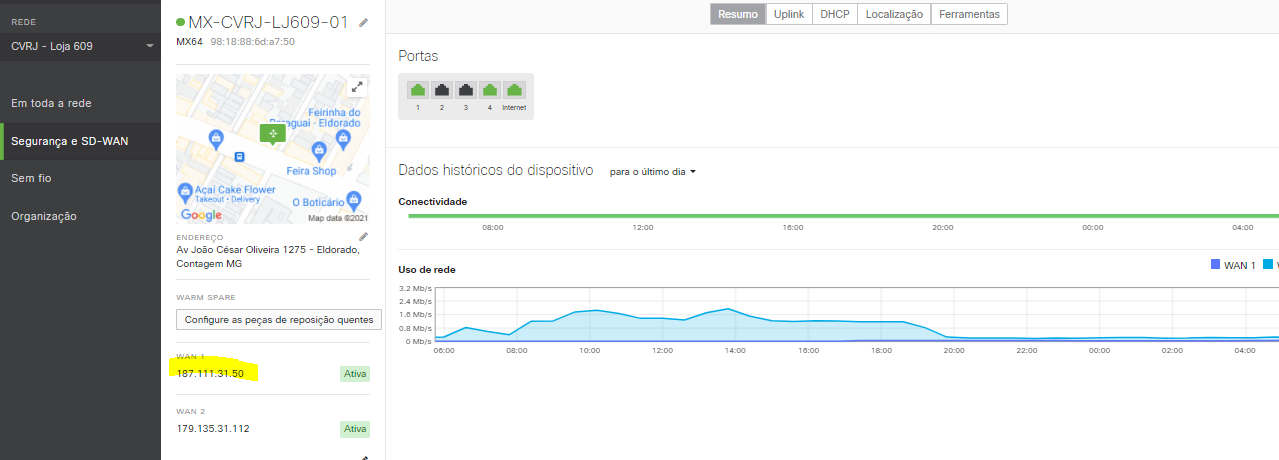 REDE
CVRJ - Loja 609
Em toda a rede
Segurança e SD-WAN
Sem fio
Organização
MX-CVRJ-LJ609-01
MX64 98:18:88:6d:a7:50
Feirinha do
Paraguai - Eldorado
Feira Shop
Açaí Cake Flower
Takeout • Delivery
O Boticário
Google
Map data ©2021
ENDEREÇO
Av João César Oliveira 1275 - Eldorado,
Contagem MG
WARM SPARE
Configure as peças de reposição quentes
WAN 1
187.111.31.50 Ativa
WAN 2
179.135.31.112 Ativa
Resumo Uplink DHCP Localização Ferramentas
Portas
1 2 3 4 Internet
Dados históricos do dispositivo para o último dia
Conectividade
08:00 12:00 16:00 20:00 00:00 04:00
Uso de rede
WAN 1
3.2 Mb/s
2.4 Mb/s
1.6 Mb/s
0.8 Mb/s
0 Mb/s
06:00 08:00 10:00 12:00 14:00 16:00 18:00 20:00 22:00 00:00 02:00 04:00